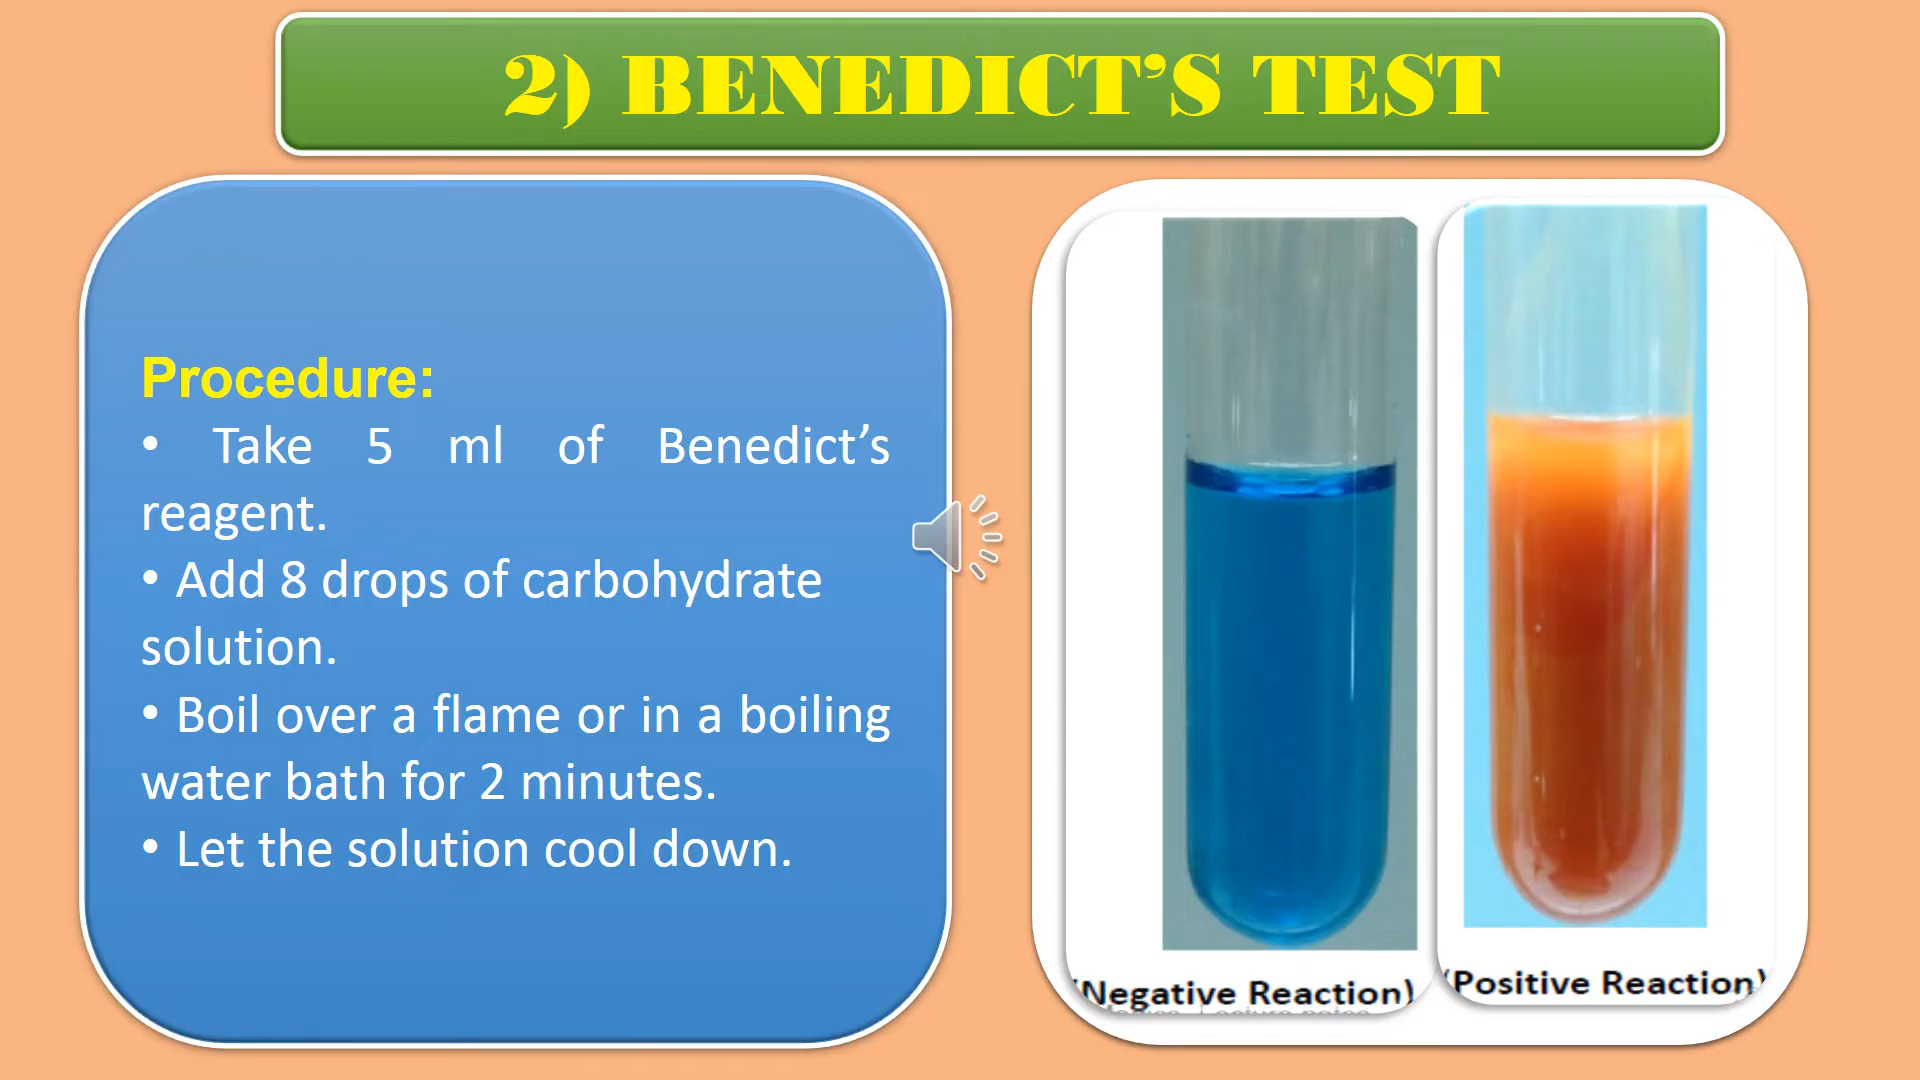 2) BENEDICT’S TEST
Procedure:
• Take 5 ml of Benedict’s
reagent.
• Add 8 drops of carbohydrate
solution.
• Boil over a flame or in a boiling
water bath for 2 minutes.
• Let the solution cool down.
(Negative Reaction)
(Positive Reaction)